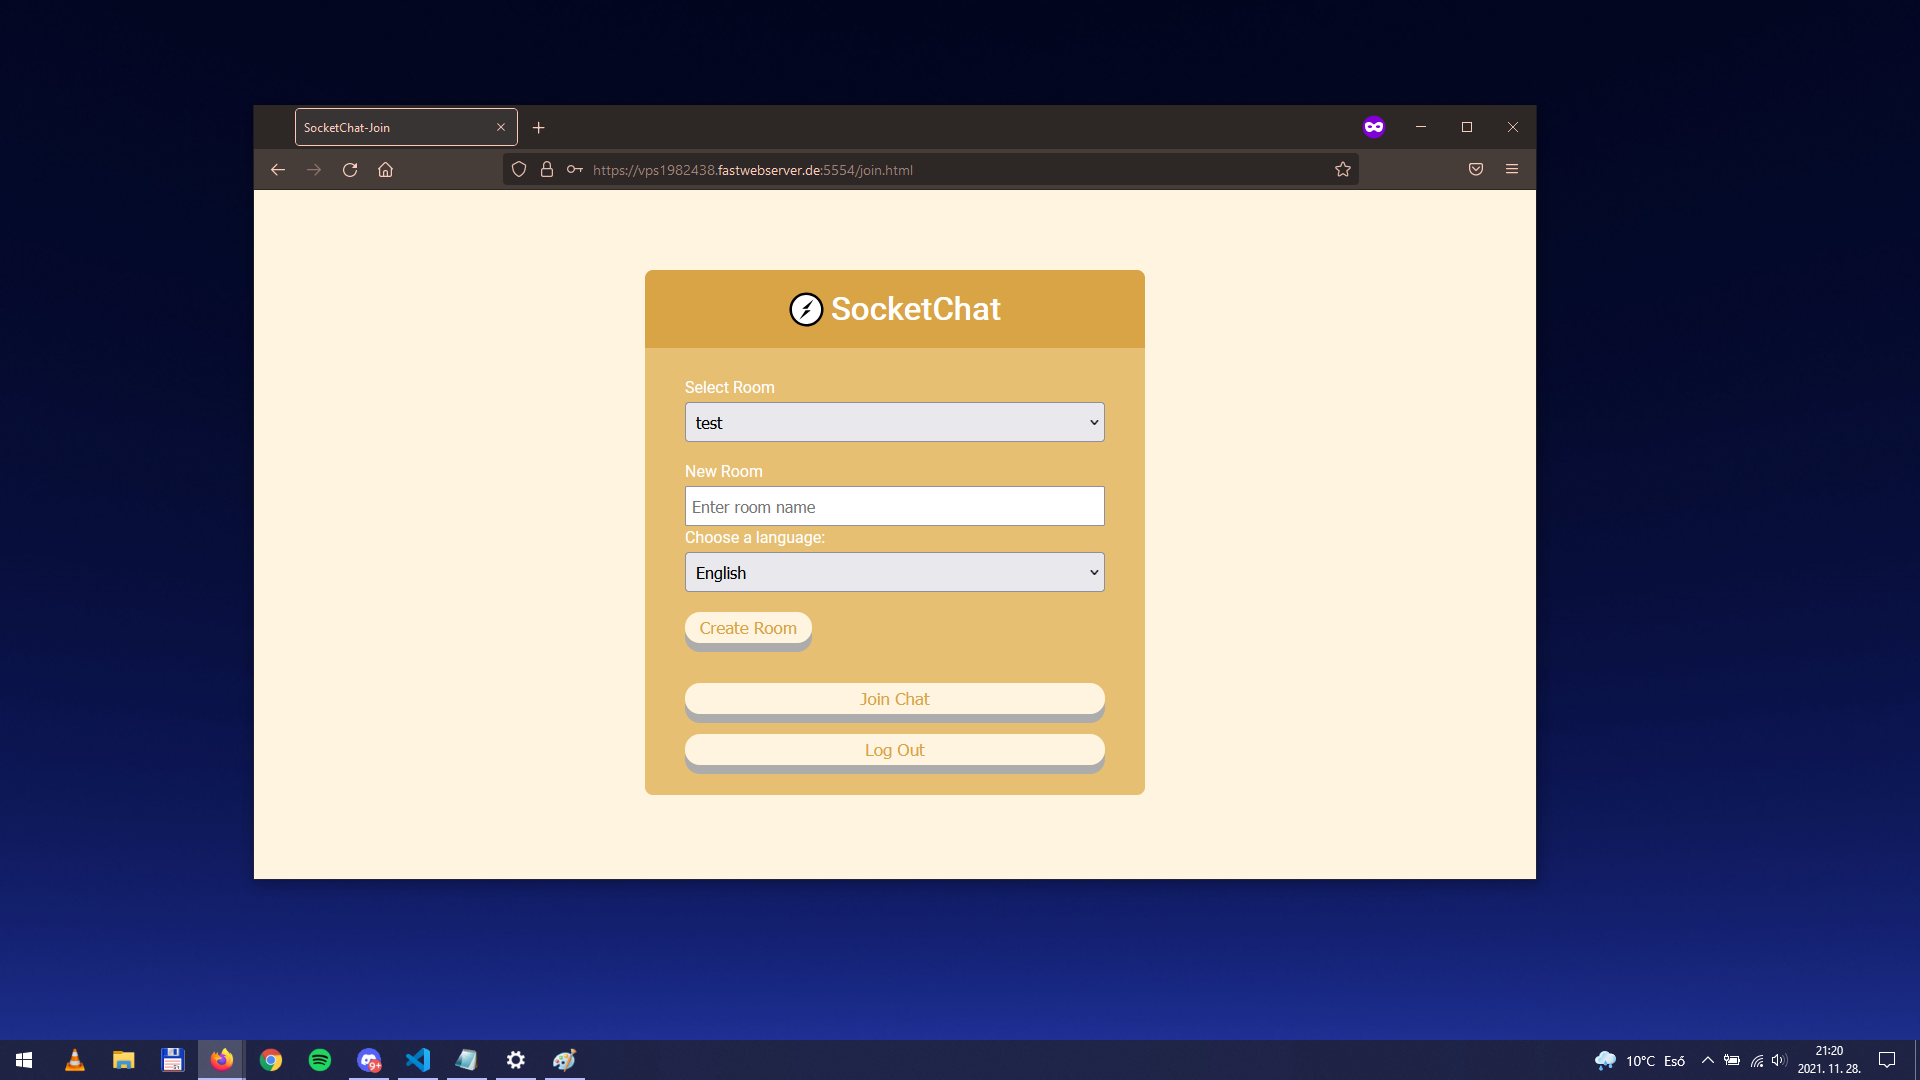 SocketChat-Join
https://vps1982438.fastwebserver.de:5554/join.html
SocketChat
Select Room
test
New Room
Enter room name
Choose a language:
English
Create Room
Join Chat
Log Out
9+
10°C Eső
21:20
2021. 11. 28.